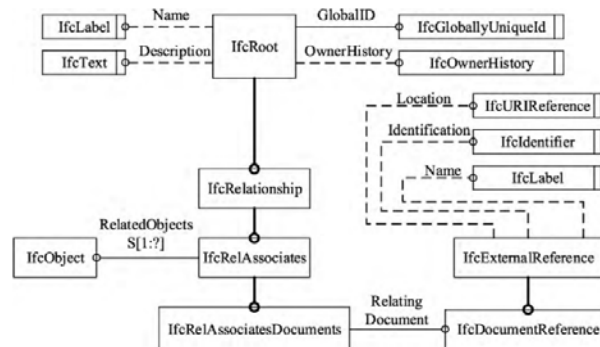 Name
GlobalID
IfcLabel
IfcRoot
IfcGloballyUniqueId
Description
OwnerHistory
IfcText
IfcOwnerHistory
Location
IfcURIReference
Identification
IfcIdentifier
Name
IfcLabel
IfcRelationship
RelatedObjects
S[1:?]
IfcObject
IfcRelAssociates
IfcExternalReference
Relating
Document
IfcRelAssociatesDocuments
IfcDocumentReference